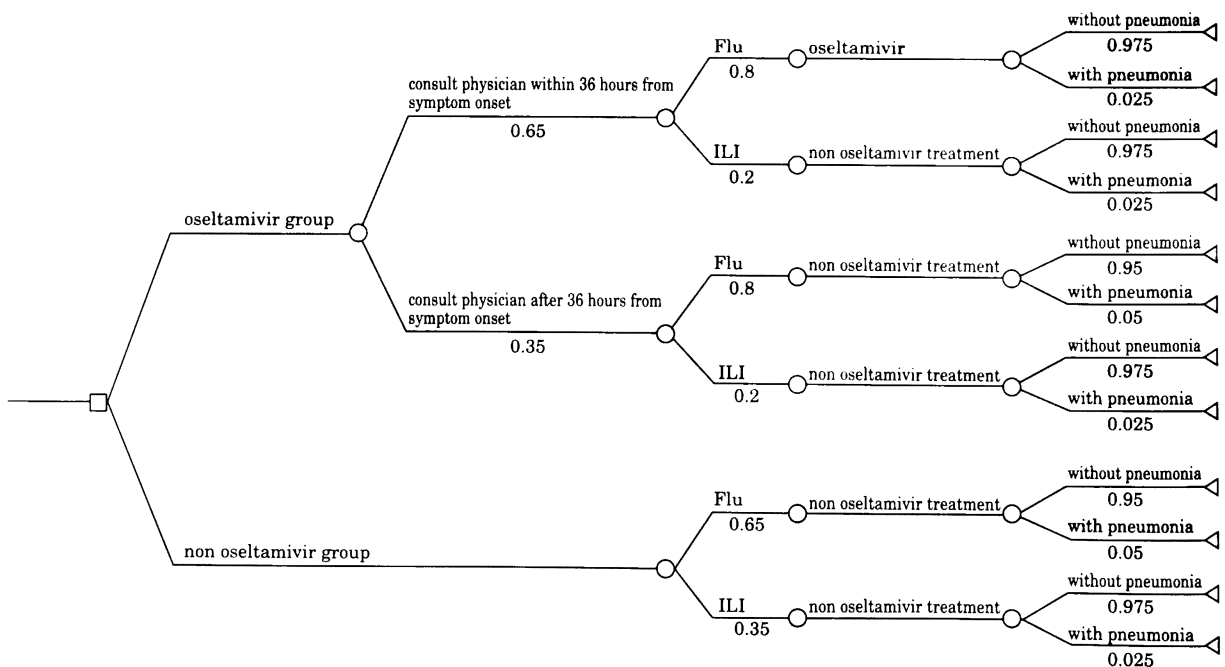 without pneumonia
0.975
Flu
0.8
oseltamivir
with pneumonia
0.025
consult physician within 36 hours from
symptom onset
0.65
without pneumonia
0.975
ILI
0.2
non oseltamivir treatment
with pneumonia
0.025
oseltamivir group
without pneumonia
0.95
Flu
0.8
non oseltamivir treatment
with pneumonia
0.05
consult physician after 36 hours from
symptom onset
0.35
without pneumonia
0.975
ILI
0.2
non oseltamivir treatment
with pneumonia
0.025
without pneumonia
0.95
Flu
0.65
non oseltamivir treatment
with pneumonia
0.05
non oseltamivir group
without pneumonia
0.975
ILI
0.35
non oseltamivir treatment
with pneumonia
0.025